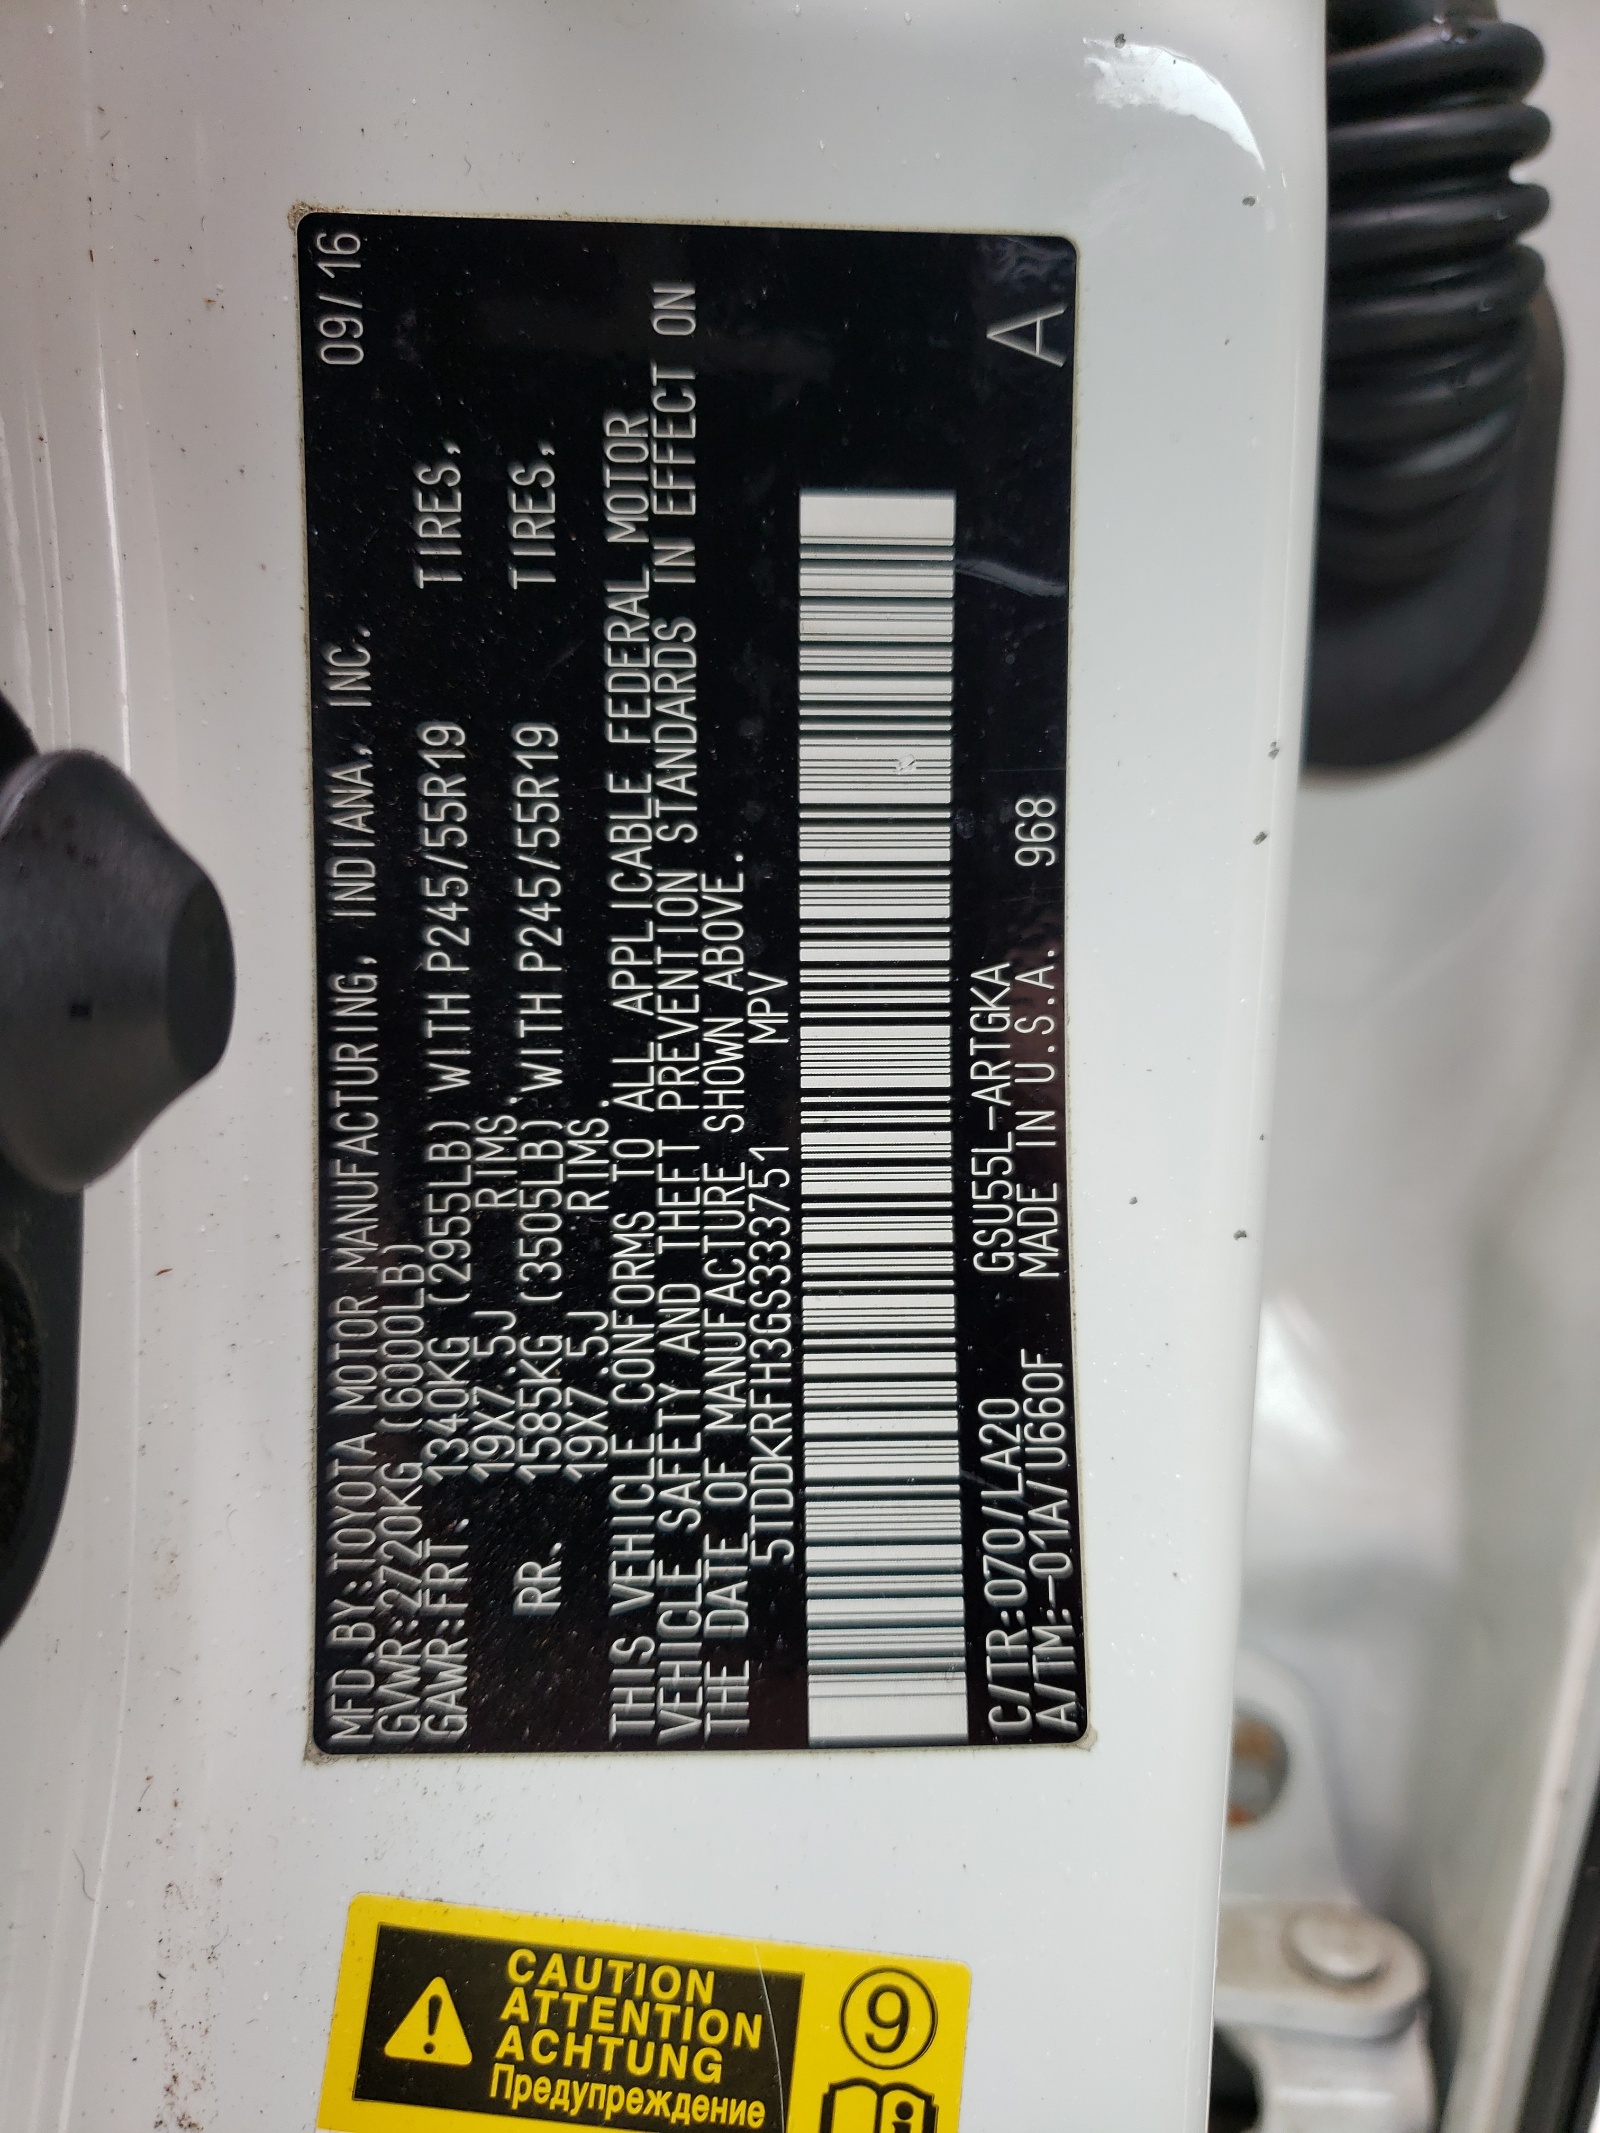 MFD.BY:TOYOTA MOTOR MANUFACTURING, INDIANA, INC. 09/16
GVWR:2720KG (6000LB)
GAWR:FRT. 1340KG (2955LB) WITH P245/55R19 TIRES,
19X7.5J RIMS.
RR. 1585KG (3505LB) WITH P245/55R19 TIRES,
19X7.5J RIMS.
THIS VEHICLE CONFORMS TO ALL APPLICABLE FEDERAL MOTOR
VEHICLE SAFETY AND THEFT PREVENTION STANDARDS IN EFFECT ON
THE DATE OF MANUFACTURE SHOWN ABOVE.
5TDDKRFH3GS333751 MPV
C/TR:070/LA20 GSU55L-ARTGKA
A/TM:-01A/U660F MADE IN U.S.A. 968 A
CAUTION
ATTENTION
ACHTUNG
Предупреждение
9